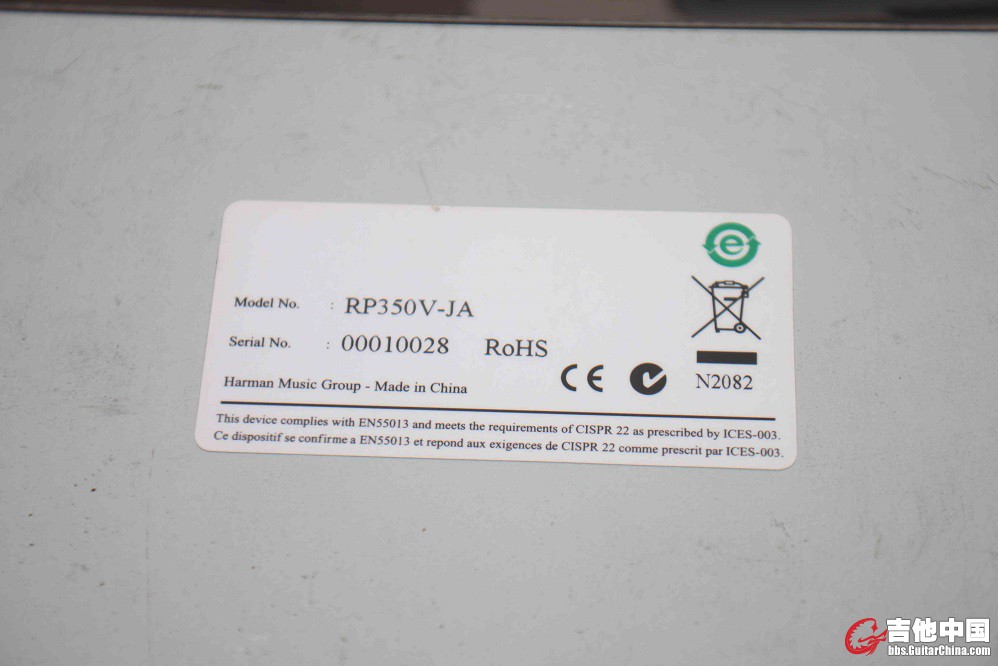 e
Model No. : RP350V-JA
Serial No. : 00010028 RoHS
Harman Music Group - Made in China
CE N2082
This device complies with EN55013 and meets the requirements of CISPR 22 as prescribed by ICES-003.
Ce dispositif se confirme a EN55013 et repond aux exigences de CISPR 22 comme prescrit par ICES-003.
吉他中国
bbs.GuitarChina.com